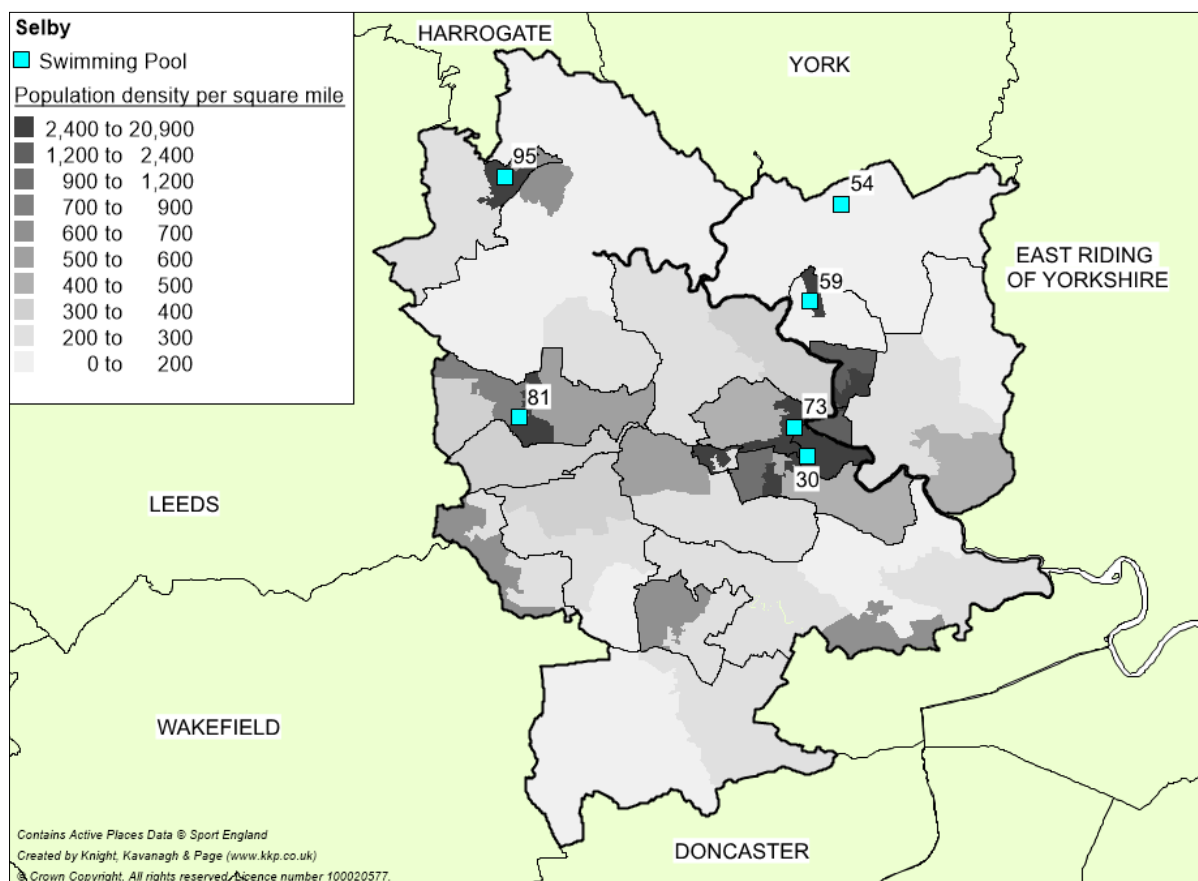 Selby
Swimming Pool
Population density per square mile
2,400 to 20,900
1,200 to 2,400
900 to 1,200
700 to 900
600 to 700
500 to 600
400 to 500
300 to 400
200 to 300
0 to 200
HARROGATE
YORK
95
54
EAST RIDING
OF YORKSHIRE
59
81
73
30
LEEDS
WAKEFIELD
DONCASTER
Contains Active Places Data © Sport England
Created by Knight, Kavanagh & Page (www.kkp.co.uk)
© Crown Copyright. All rights reserved. Licence number 100020577.